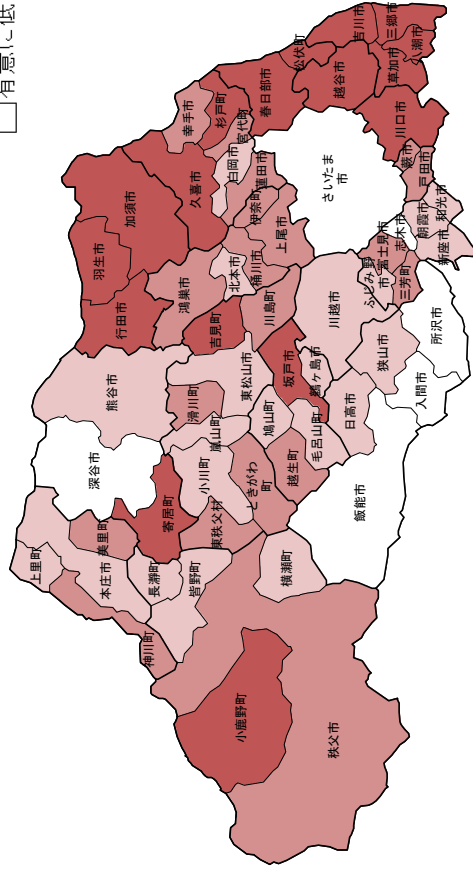 有意に低
上里町
本庄市
神川町
美里町
深谷市
寄居町
長瀞町
皆野町
小鹿野町
秩父市
横瀬町
東秩父村
小川町
ときがわ
町
嵐山町
滑川町
熊谷市
行田市
羽生市
加須市
鴻巣市
吉見町
東松山市
鳩山町
越生町
毛呂山町
坂戸市
鶴ヶ島市
日高市
飯能市
入間市
所沢市
狭山市
川越市
川島町
北本市
桶川市
上尾市
伊奈町
蓮田市
白岡市
久喜市
幸手市
杉戸町
宮代町
春日部市
さいたま
市
ふじみ野
市
富士見市
三芳町
志木市
新座市
朝霞市
和光市
戸田市
蕨市
川口市
草加市
越谷市
松伏町
吉川市
三郷市
八潮市